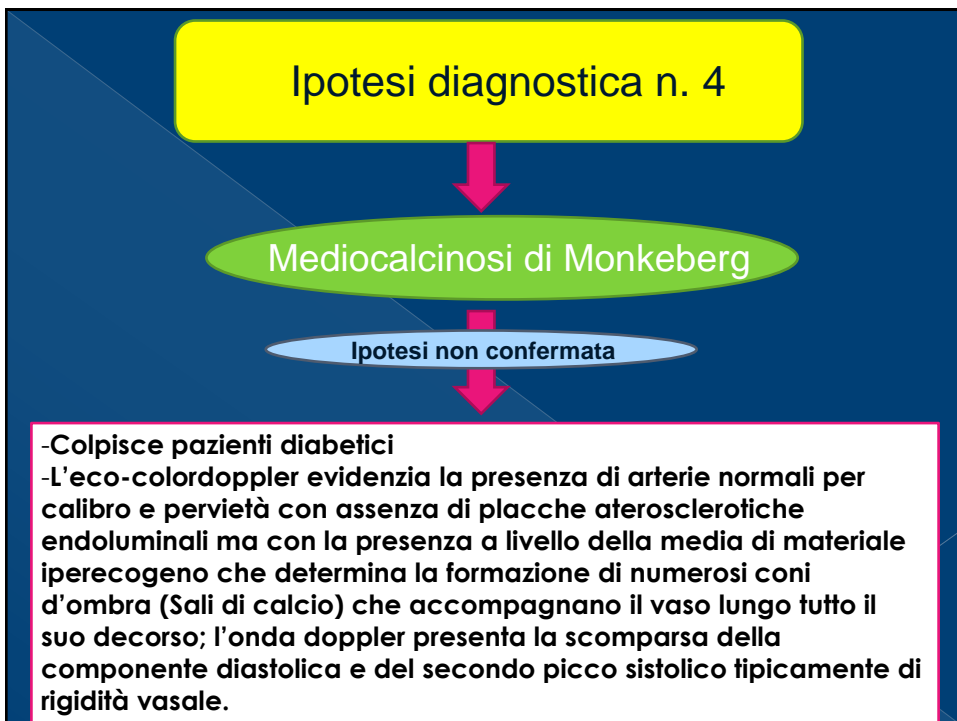 Ipotesi diagnostica n. 4
Mediocalcinosi di Monkeberg
Ipotesi non confermata
-Colpisce pazienti diabetici
-L'eco-colordoppler evidenzia la presenza di arterie normali per
calibro e pervietà con assenza di placche aterosclerotiche
endoluminali ma con la presenza a livello della media di materiale
iperecogeno che determina la formazione di numerosi coni
d'ombra (Sali di calcio) che accompagnano il vaso lungo tutto il
suo decorso; l'onda doppler presenta la scomparsa della
componente diastolica e del secondo picco sistolico tipicamente di
rigidità vasale.